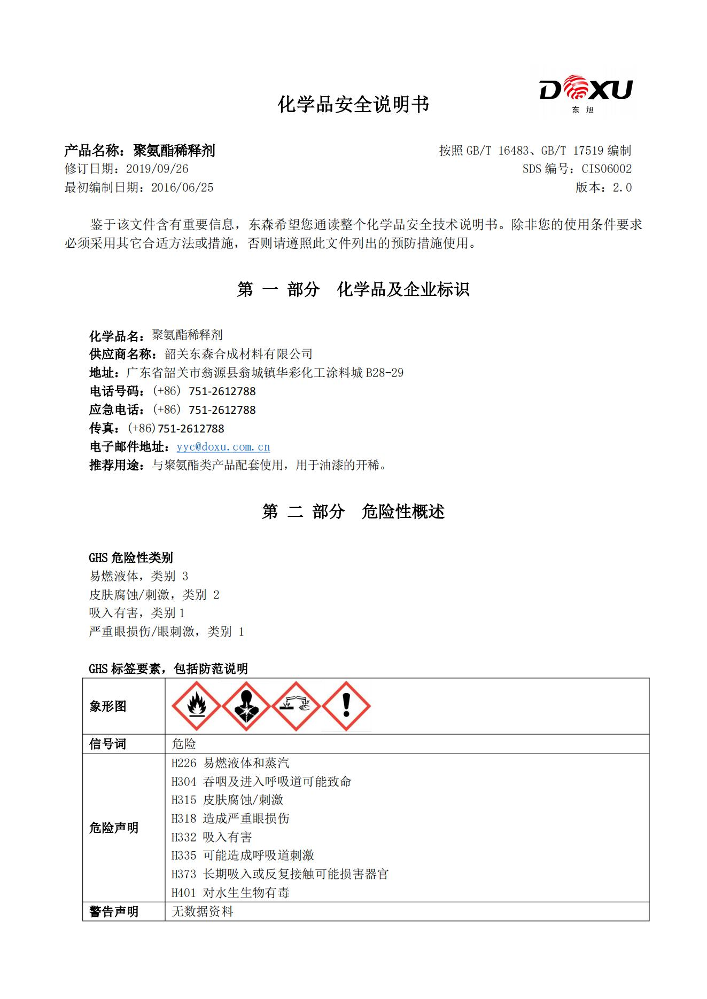 DOXU
东 旭
化学品安全说明书
产品名称：聚氨酯稀释剂 按照 GB/T 16483、GB/T 17519 编制
修订日期：2019/09/26 SDS 编号：CIS06002
最初编制日期：2016/06/25 版本：2.0
鉴于该文件含有重要信息，东森希望您通读整个化学品安全技术说明书。除非您的使用条件要求
必须采用其它合适方法或措施，否则请遵照此文件列出的预防措施使用。
第 一 部分 化学品及企业标识
化学品名：聚氨酯稀释剂
供应商名称：韶关东森合成材料有限公司
地址：广东省韶关市翁源县翁城镇华彩化工涂料城 B28-29
电话号码：(+86) 751-2612788
应急电话：(+86) 751-2612788
传真：(+86)751-2612788
电子邮件地址：yyc@doxu.com.cn
推荐用途：与聚氨酯类产品配套使用，用于油漆的开稀。
第 二 部分 危险性概述
GHS 危险性类别
易燃液体，类别 3
皮肤腐蚀/刺激，类别 2
吸入有害，类别 1
严重眼损伤/眼刺激，类别 1
GHS 标签要素，包括防范说明
象形图
信号词 危险
危险声明
H226 易燃液体和蒸汽
H304 吞咽及进入呼吸道可能致命
H315 皮肤腐蚀/刺激
H318 造成严重眼损伤
H332 吸入有害
H335 可能造成呼吸道刺激
H373 长期吸入或反复接触可能损害器官
H401 对水生生物有毒
警告声明 无数据资料